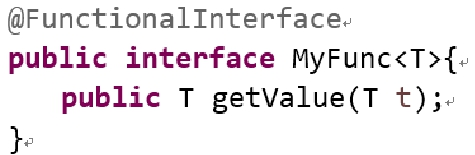 @FunctionalInterface
public interface MyFunc<T>{
    public T getValue(T t);
}